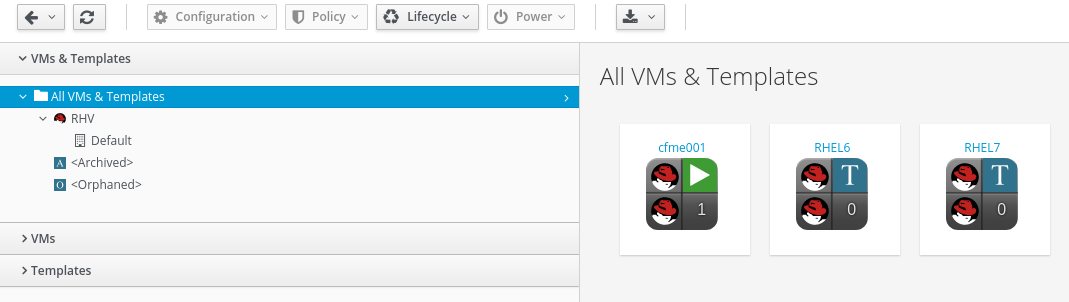 Configuration Policy Lifecycle Power
VMs & Templates
All VMs & Templates
RHV
Default
A <Archived>
O <Orphaned>
VMs
Templates
All VMs & Templates
cfme001 RHEL6 RHEL7
T T
1 0 0